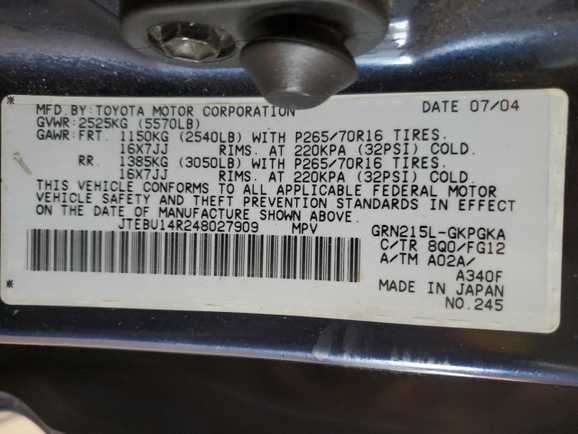 MFD.BY:TOYOTA MOTOR CORPORATION DATE 07/04
GVWR:2525KG (5570LB)
GAWR:FRT. 1150KG (2540LB) WITH P265/70R16 TIRES.
16X7JJ RIMS. AT 220KPA (32PSI) COLD.
RR. 1385KG (3050LB) WITH P265/70R16 TIRES.
16X7JJ RIMS. AT 220KPA (32PSI) COLD.
THIS VEHICLE CONFORMS TO ALL APPLICABLE FEDERAL MOTOR
VEHICLE SAFETY AND THEFT PREVENTION STANDARDS IN EFFECT
ON THE DATE OF MANUFACTURE SHOWN ABOVE.
JTEBU14R248027909 MPV GRN215L-GKPGKA
C/TR 8Q0/FG12
A/TM A02A/
A340F
MADE IN JAPAN
NO.245